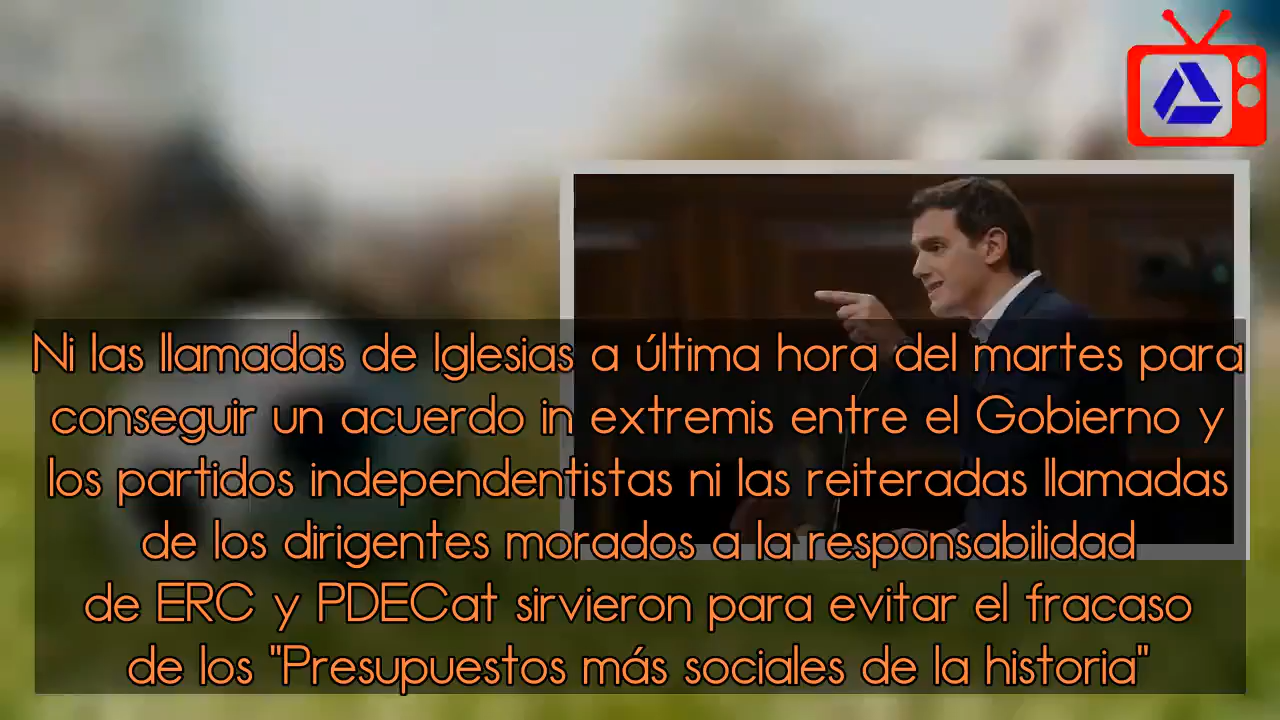 Ni las llamadas de Iglesias a última hora del martes para
conseguir un acuerdo in extremis entre el Gobierno y
los partidos independentistas ni las reiteradas llamadas
de los dirigentes morados a la responsabilidad
de ERC y PDECat sirvieron para evitar el fracaso
de los "Presupuestos más sociales de la historia"